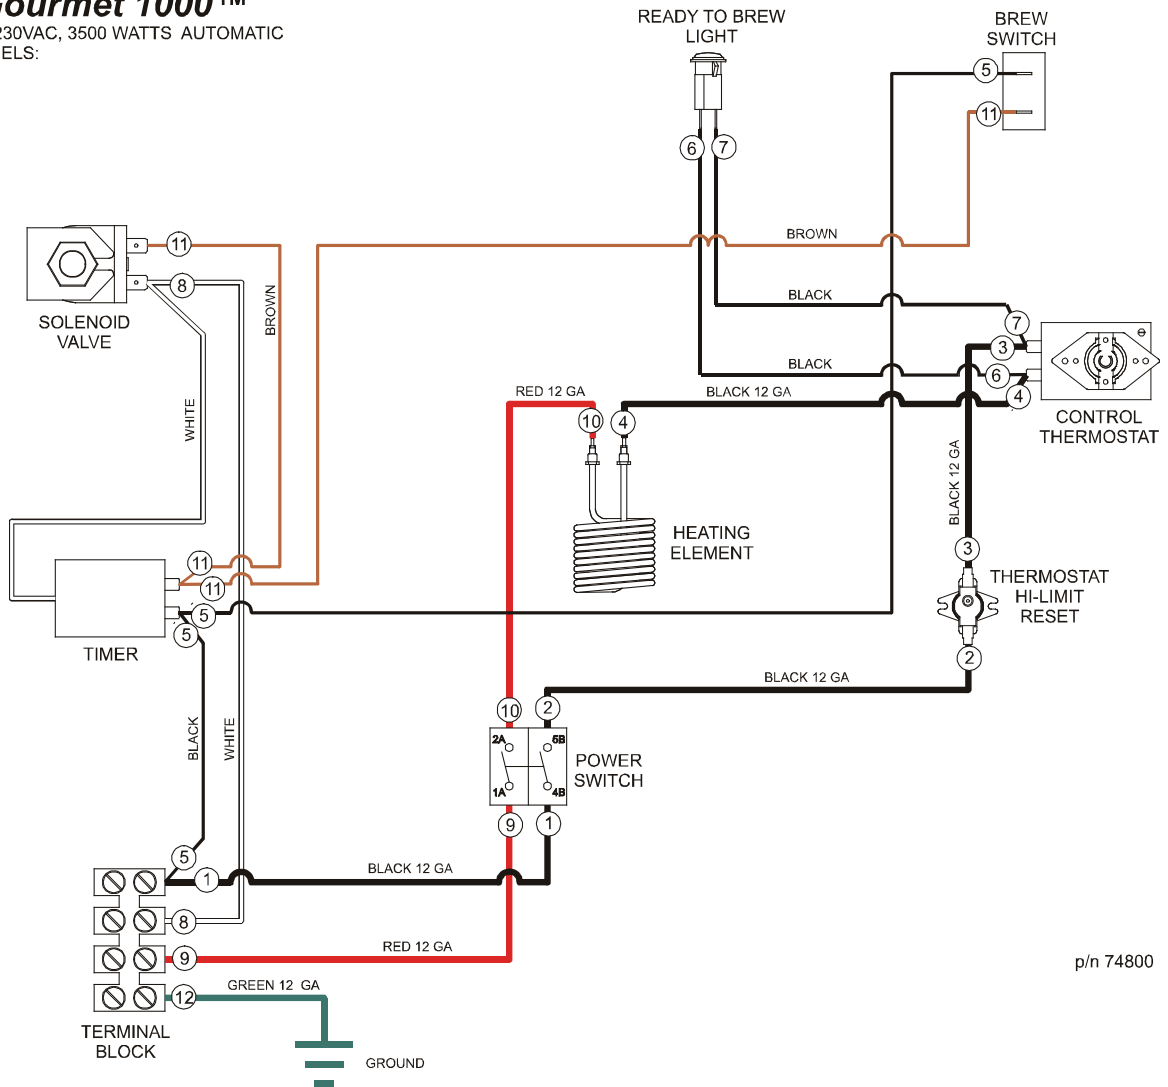 Gourmet 1000™
230VAC, 3500 WATTS AUTOMATIC
ELS:
READY TO BREW
LIGHT
BREW
SWITCH
5
11
6
7
BROWN
11
8
SOLENOID
VALVE
BROWN
BLACK
7
3
BLACK
6
4
RED 12 GA
BLACK 12 GA
10
4
CONTROL
THERMOSTAT
WHITE
BLACK 12 GA
HEATING
ELEMENT
3
11
11
THERMOSTAT
HI-LIMIT
RESET
5
5
TIMER
2
BLACK 12 GA
10
2
BLACK
WHITE
2A
5B
1A
4B
POWER
SWITCH
9
1
5
1
BLACK 12 GA
8
RED 12 GA
9
p/n 74800
GREEN 12 GA
12
TERMINAL
BLOCK
GROUND